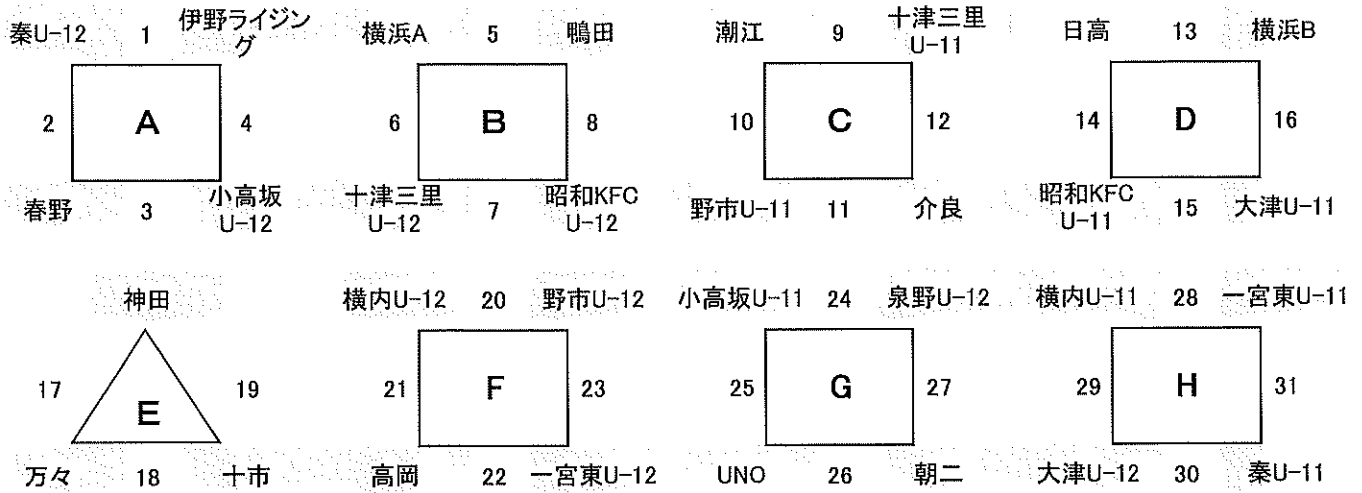 秦U-12 1 伊野ライジン
グ 横浜A 5 鴨田 潮江 9 十津三里
U-11 日高 13 横浜B
2 A 4 6 B 8 10 C 12 14 D 16
春野 3 小高坂
U-12 十津三里
U-12 7 昭和KFC
U-12 野市U-11 11 介良 昭和KFC
U-11 15 大津U-11
神田 横内U-12 20 野市U-12 小高坂U-11 24 泉野U-12 横内U-11 28 一宮東U-11
17 E 19 21 F 23 25 G 27 29 H 31
万々 18 十市 高岡 22 一宮東U-12 UNO 26 朝二 大津U-12 30 秦U-11